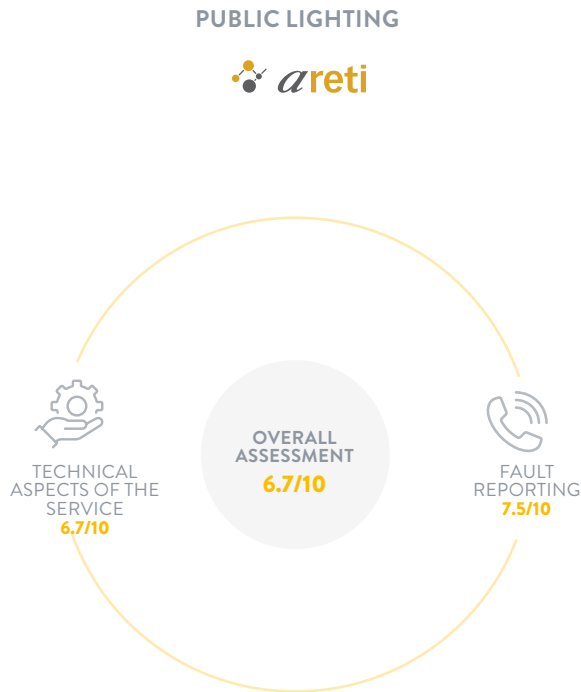 PUBLIC LIGHTING
areti
OVERALL
ASSESSMENT
6.7/10
TECHNICAL
ASPECTS OF THE
SERVICE
6.7/10
FAULT
REPORTING
7.5/10